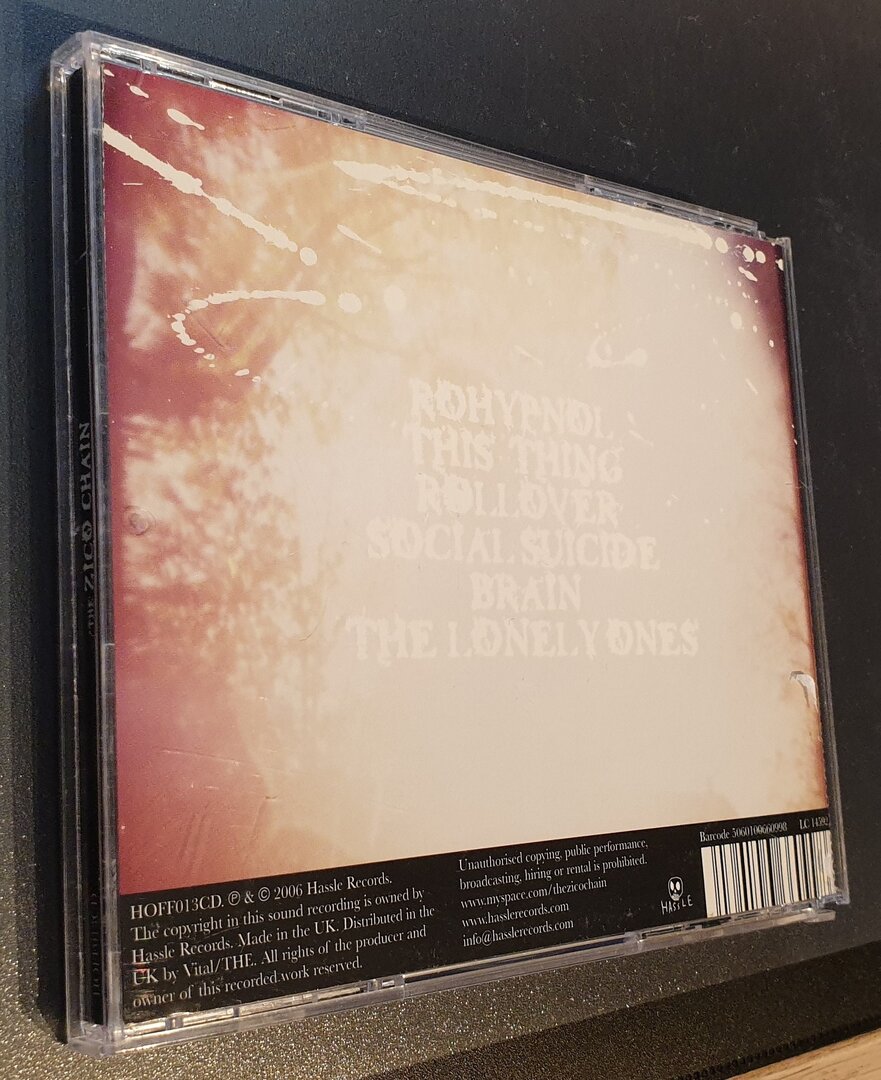 THE ZICO CHAIN
ROHYPNOL
THIS THING
ROLLOVER
SOCIAL SUICIDE
BRAIN
THE LONELY ONES
HOFF013CD. ℗ & © 2006 Hassle Records.
The copyright in this sound recording is owned by
Hassle Records. Made in the UK. Distributed in the
UK by Vital/THE. All rights of the producer and
owner of this recorded work reserved.
Unauthorised copying, public performance,
broadcasting, hiring or rental is prohibited.
www.myspace.com/thezicochain
www.hasslerecords.com
info@hasslerecords.com
HASSLE
Barcode 5060100660998 LC 14592
HOFF013CD